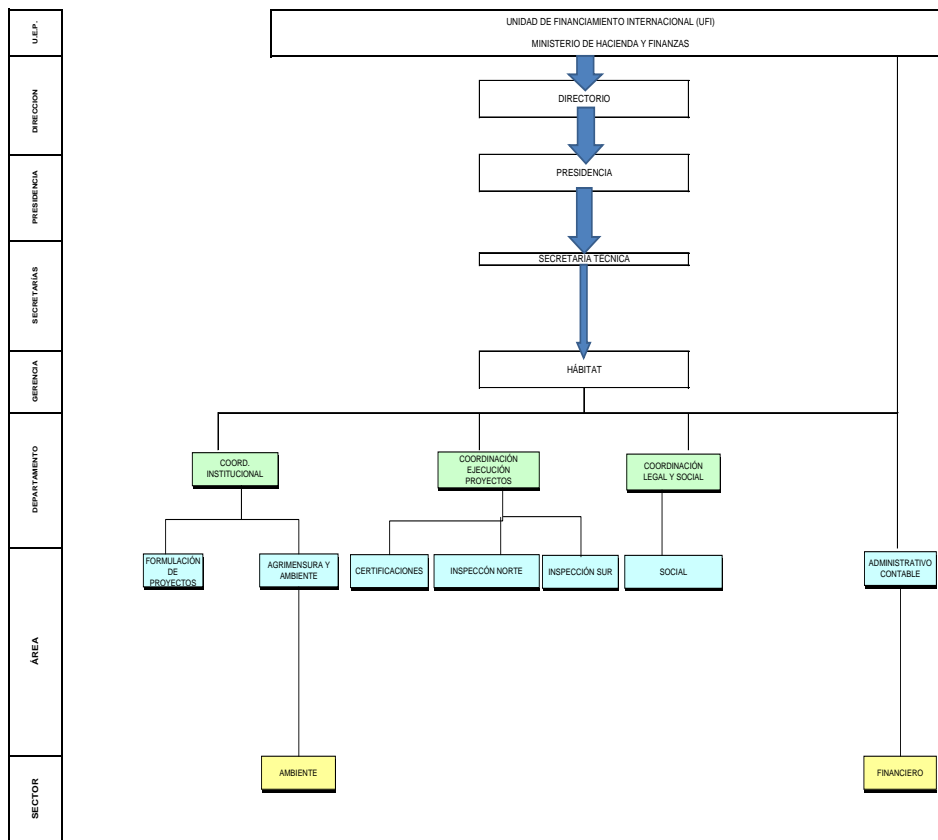 U.E.P.
UNIDAD DE FINANCIAMIENTO INTERNACIONAL (UFI)
MINISTERIO DE HACIENDA Y FINANZAS
DIRECCION
DIRECTORIO
PRESIDENCIA
PRESIDENCIA
SECRETARÍAS
SECRETARÍA TÉCNICA
GERENCIA
HÁBITAT
DEPARTAMENTO
COORD.
INSTITUCIONAL
COORDINACIÓN
EJECUCIÓN
PROYECTOS
COORDINACIÓN
LEGAL Y SOCIAL
ÁREA
FORMULACIÓN
DE
PROYECTOS
AGRIMENSURA Y
AMBIENTE
CERTIFICACIONES
INSPECCÓN NORTE
INSPECCIÓN SUR
SOCIAL
ADMINISTRATIVO
CONTABLE
SECTOR
AMBIENTE
FINANCIERO